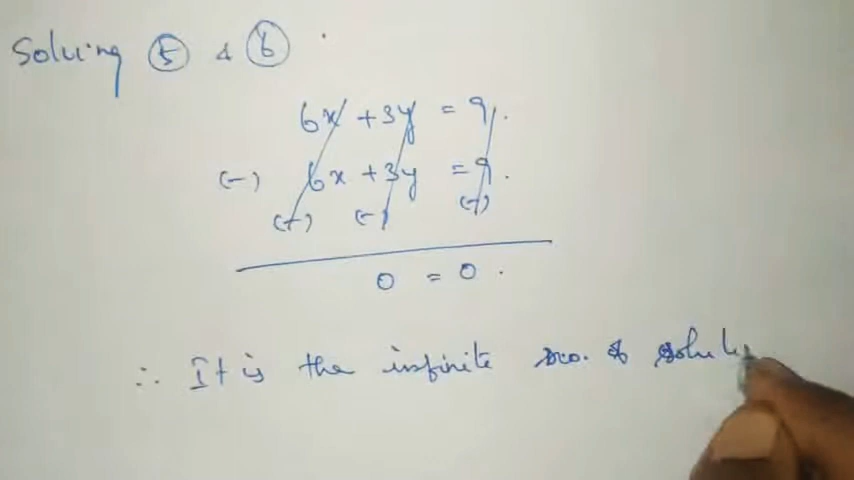 Solving ⑤ & ⑥
6x + 3y = 9.
(-) 6x + 3y = 9.
(-) (-) (-)
0 = 0.
∴ It is the infinite no. of solu